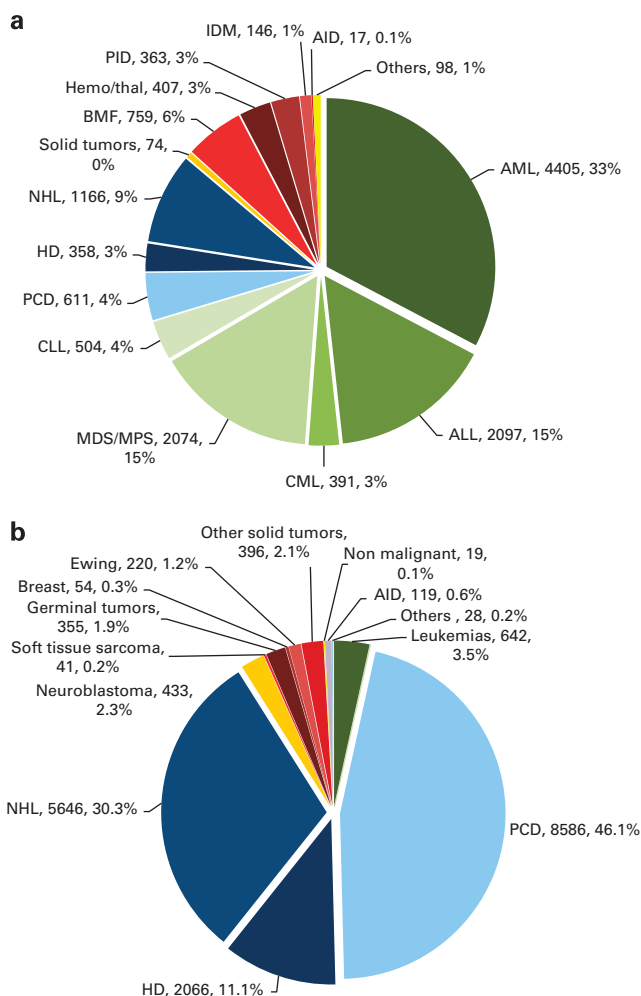 a
IDM, 146, 1%
AID, 17, 0.1%
PID, 363, 3%
Others, 98, 1%
Hemo/thal, 407, 3%
BMF, 759, 6%
Solid tumors, 74,
0%
AML, 4405, 33%
NHL, 1166, 9%
HD, 358, 3%
PCD, 611, 4%
CLL, 504, 4%
MDS/MPS, 2074,
15%
ALL, 2097, 15%
CML, 391, 3%
b
Other solid tumors,
396, 2.1%
Non malignant, 19,
0.1%
Ewing, 220, 1.2%
AID, 119, 0.6%
Breast, 54, 0.3%
Others , 28, 0.2%
Germinal tumors,
355, 1.9%
Leukemias, 642,
3.5%
Soft tissue sarcoma,
41, 0.2%
Neuroblastoma, 433,
2.3%
NHL, 5646, 30.3%
PCD, 8586, 46.1%
HD, 2066, 11.1%